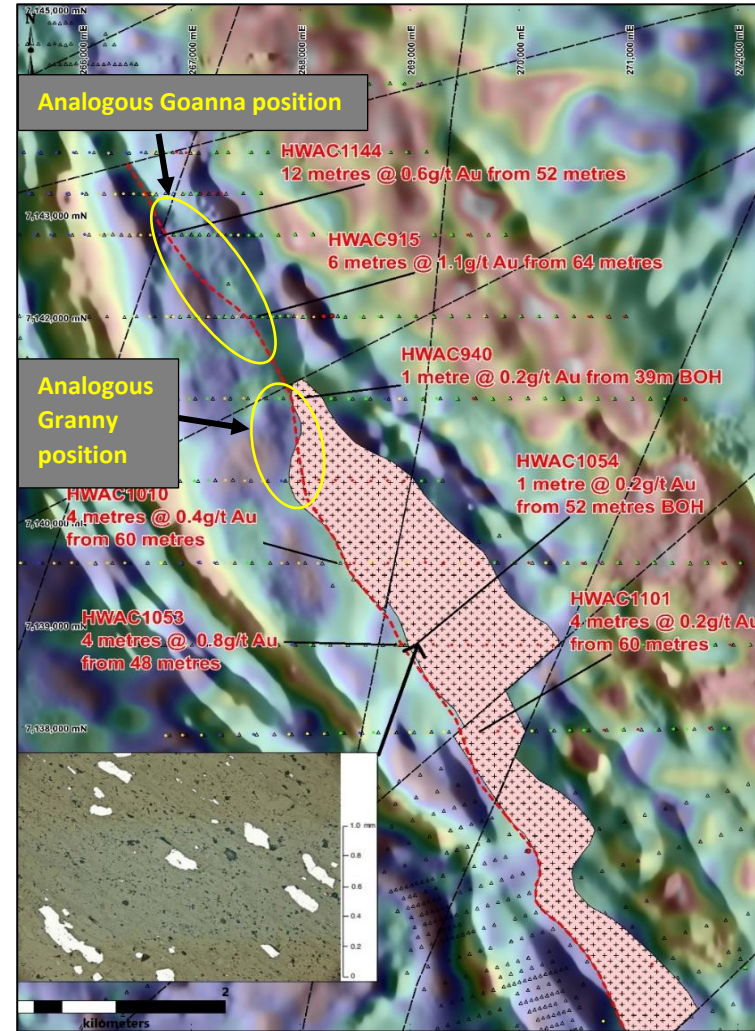 7,145,000 mN
266,000 mE
267,000 mE
268,000 mE
269,000 mE
270,000 mE
271,000 mE
272,000 mE
N
Analogous Goanna position
HWAC1144
12 metres @ 0.6g/t Au from 52 metres
7,143,000 mN
HWAC915
6 metres @ 1.1g/t Au from 64 metres
7,142,000 mN
HWAC940
1 metre @ 0.2g/t Au from 39m BOH
Analogous
Granny
position
HWAC1054
1 metre @ 0.2g/t Au
from 52 metres BOH
HWAC1010
4 metres @ 0.4g/t Au
from 60 metres
7,140,000 mN
HWAC1101
4 metres @ 0.2g/t Au
from 60 metres
HWAC1053
4 metres @ 0.8g/t Au
from 48 metres
7,139,000 mN
7,138,000 mN
1.0 mm
0.8
0.6
0.4
0.2
0
2
kilometers